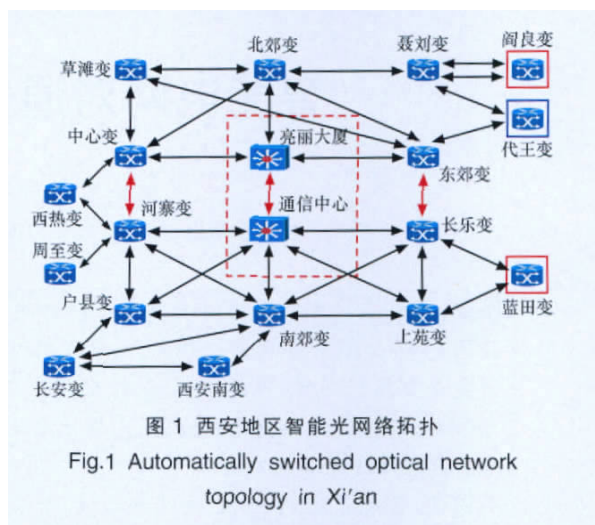 北郊变
聂刘变
阎良变
草滩变
亮丽大厦
代王变
中心变
东郊变
西热变
河寨变
通信中心
长乐变
周至变
户县变
南郊变
上苑变
蓝田变
长安变
西安南变
图 1 西安地区智能光网络拓扑
Fig.1 Automatically switched optical network
topology in Xi'an